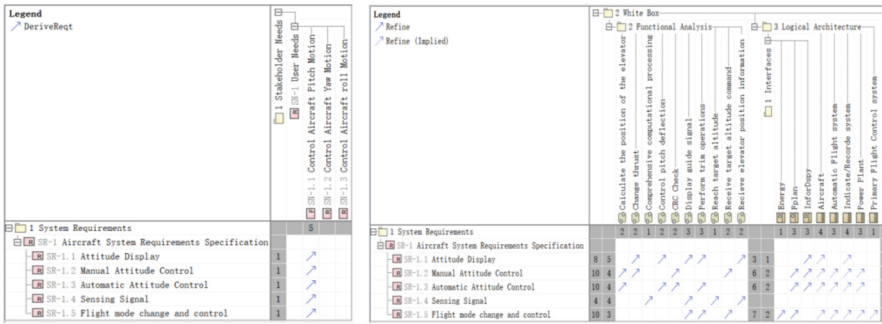 Legend
DeriveReqt
1 Stakeholder Needs
SN-1 User Needs
SN-1.1 Control Aircraft Pitch Motion
SN-1.2 Control Aircraft Yaw Motion
SN-1.3 Control Aircraft roll Motion
1 System Requirements 5
SR-1 Aircraft System Requirements Specification
SR-1.1 Attitude Display 1
SR-1.2 Manual Attitude Control 1
SR-1.3 Automatic Attitude Control 1
SR-1.4 Sensing Signal 1
SR-1.5 Flight mode change and control 1
Legend
Refine
Refine (Implied)
2 White Box
2 Functional Analysis
Calculate the position of the elevator
Change thrust
Comprehensive computational processing
Control pitch deflection
CRC Check
Display guide signal
Perform trim operations
Reach target altitude
Receive target altitude command
Recieve elevator position information
3 Logical Architecture
1 Interfaces
Energy
Fplan
InforDspy
Aircraft
Automatic Flight system
Indicate/Recorde system
Power Plant
Primary Flight Control system
1 System Requirements 2 2 1 2 2 3 3 1 2 2 1 3 3 4 3 4 3 1
SR-1 Aircraft System Requirements Specification
SR-1.1 Attitude Display 8 5 3 1
SR-1.2 Manual Attitude Control 10 4 6 2
SR-1.3 Automatic Attitude Control 10 4 6 2
SR-1.4 Sensing Signal 4 4
SR-1.5 Flight mode change and control 10 3 7 2